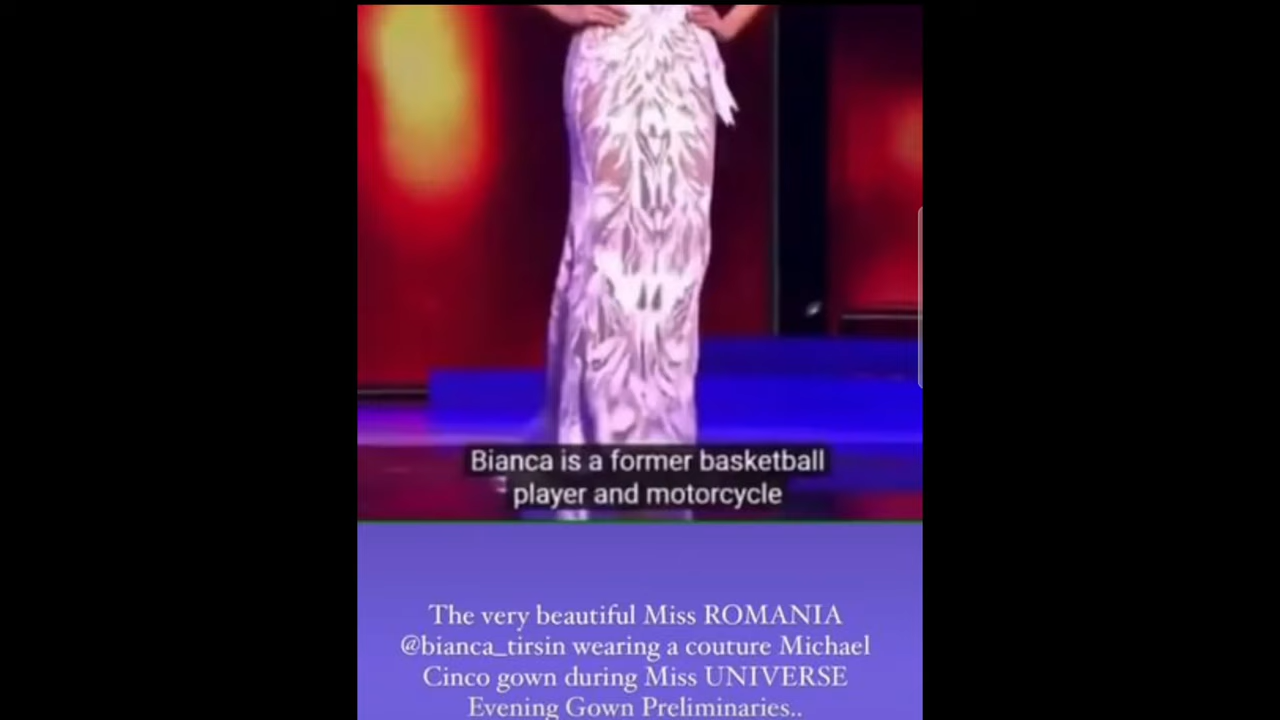 Bianca is a former basketball
player and motorcycle
The very beautiful Miss ROMANIA
@bianca_tirsin wearing a couture Michael
Cinco gown during Miss UNIVERSE
Evening Gown Preliminaries..